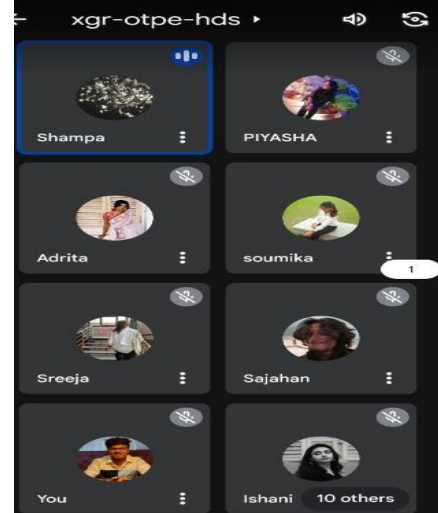 xgr-otpe-hds
Shampa
PIYASHA
Adrita
soumika
1
Sreeja
Sajahan
You
Ishani
10 others